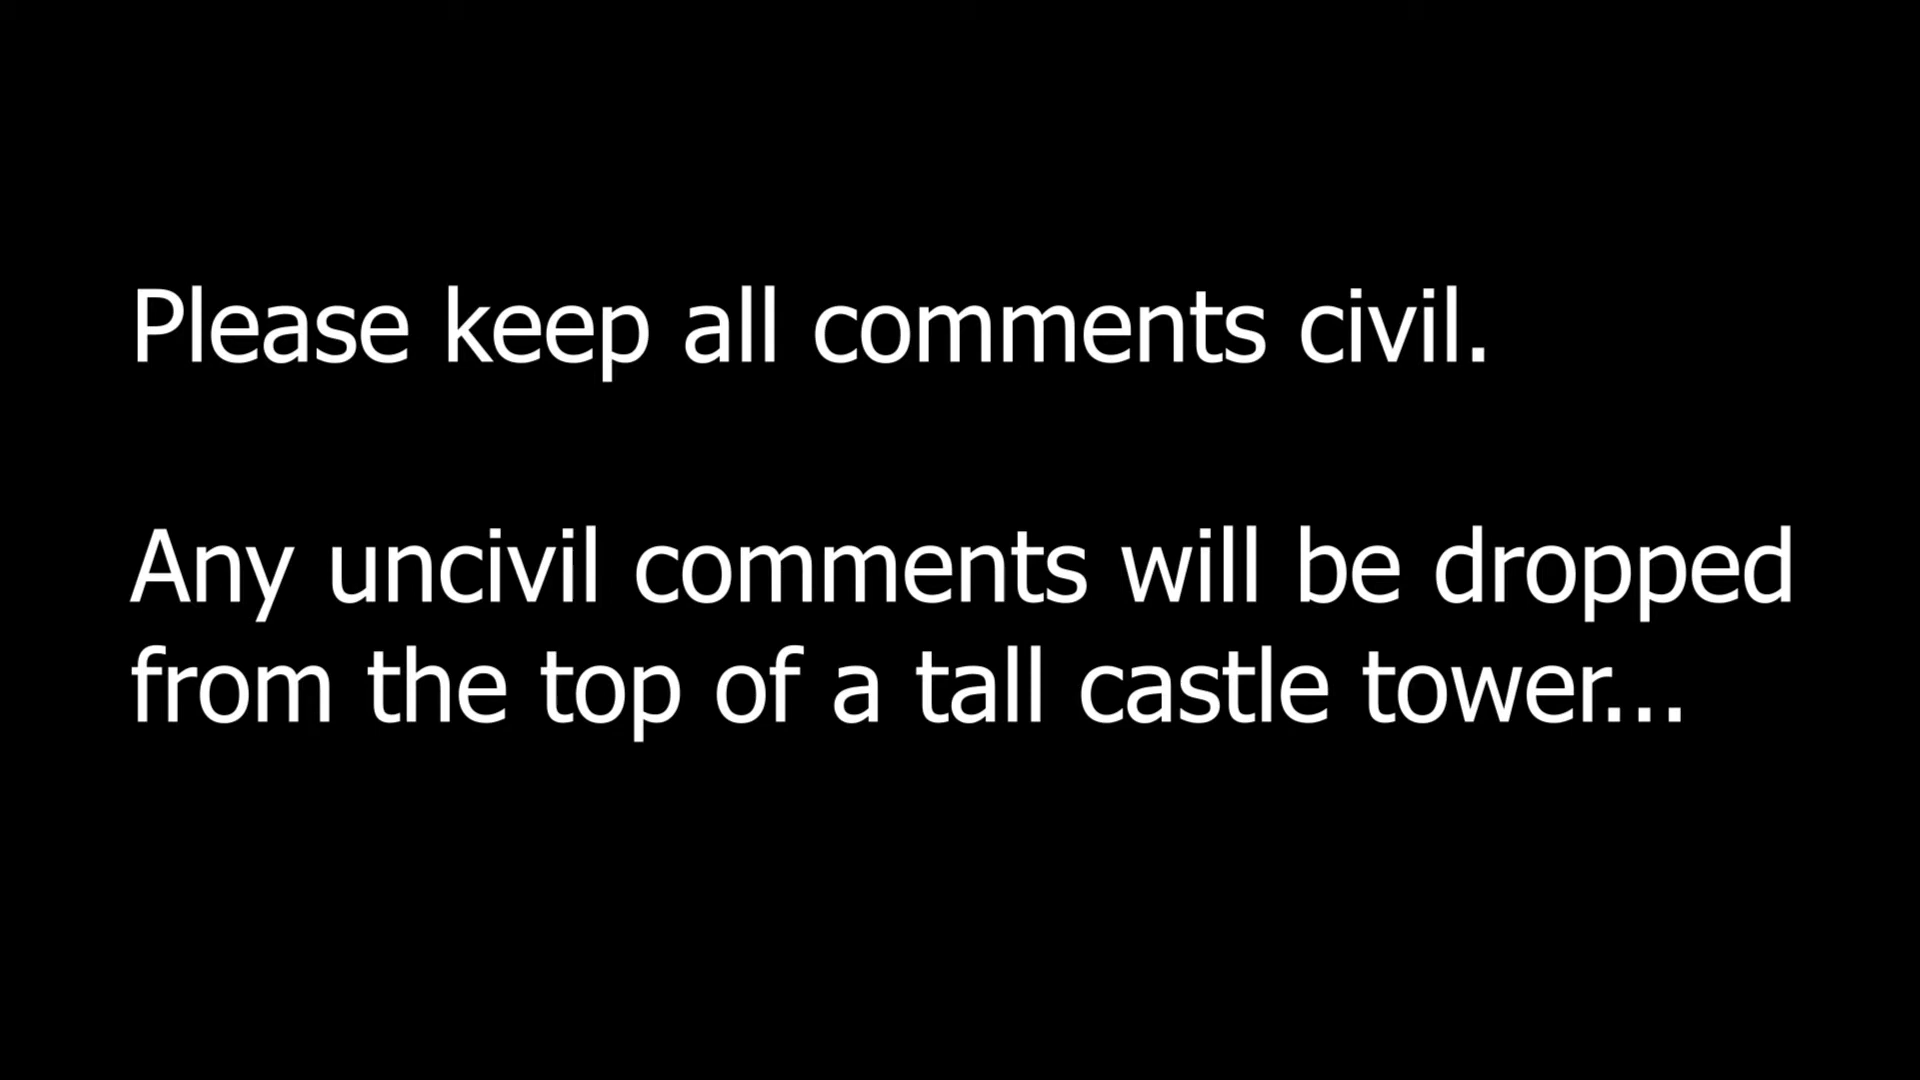 Please keep all comments civil.
Any uncivil comments will be dropped
from the top of a tall castle tower...